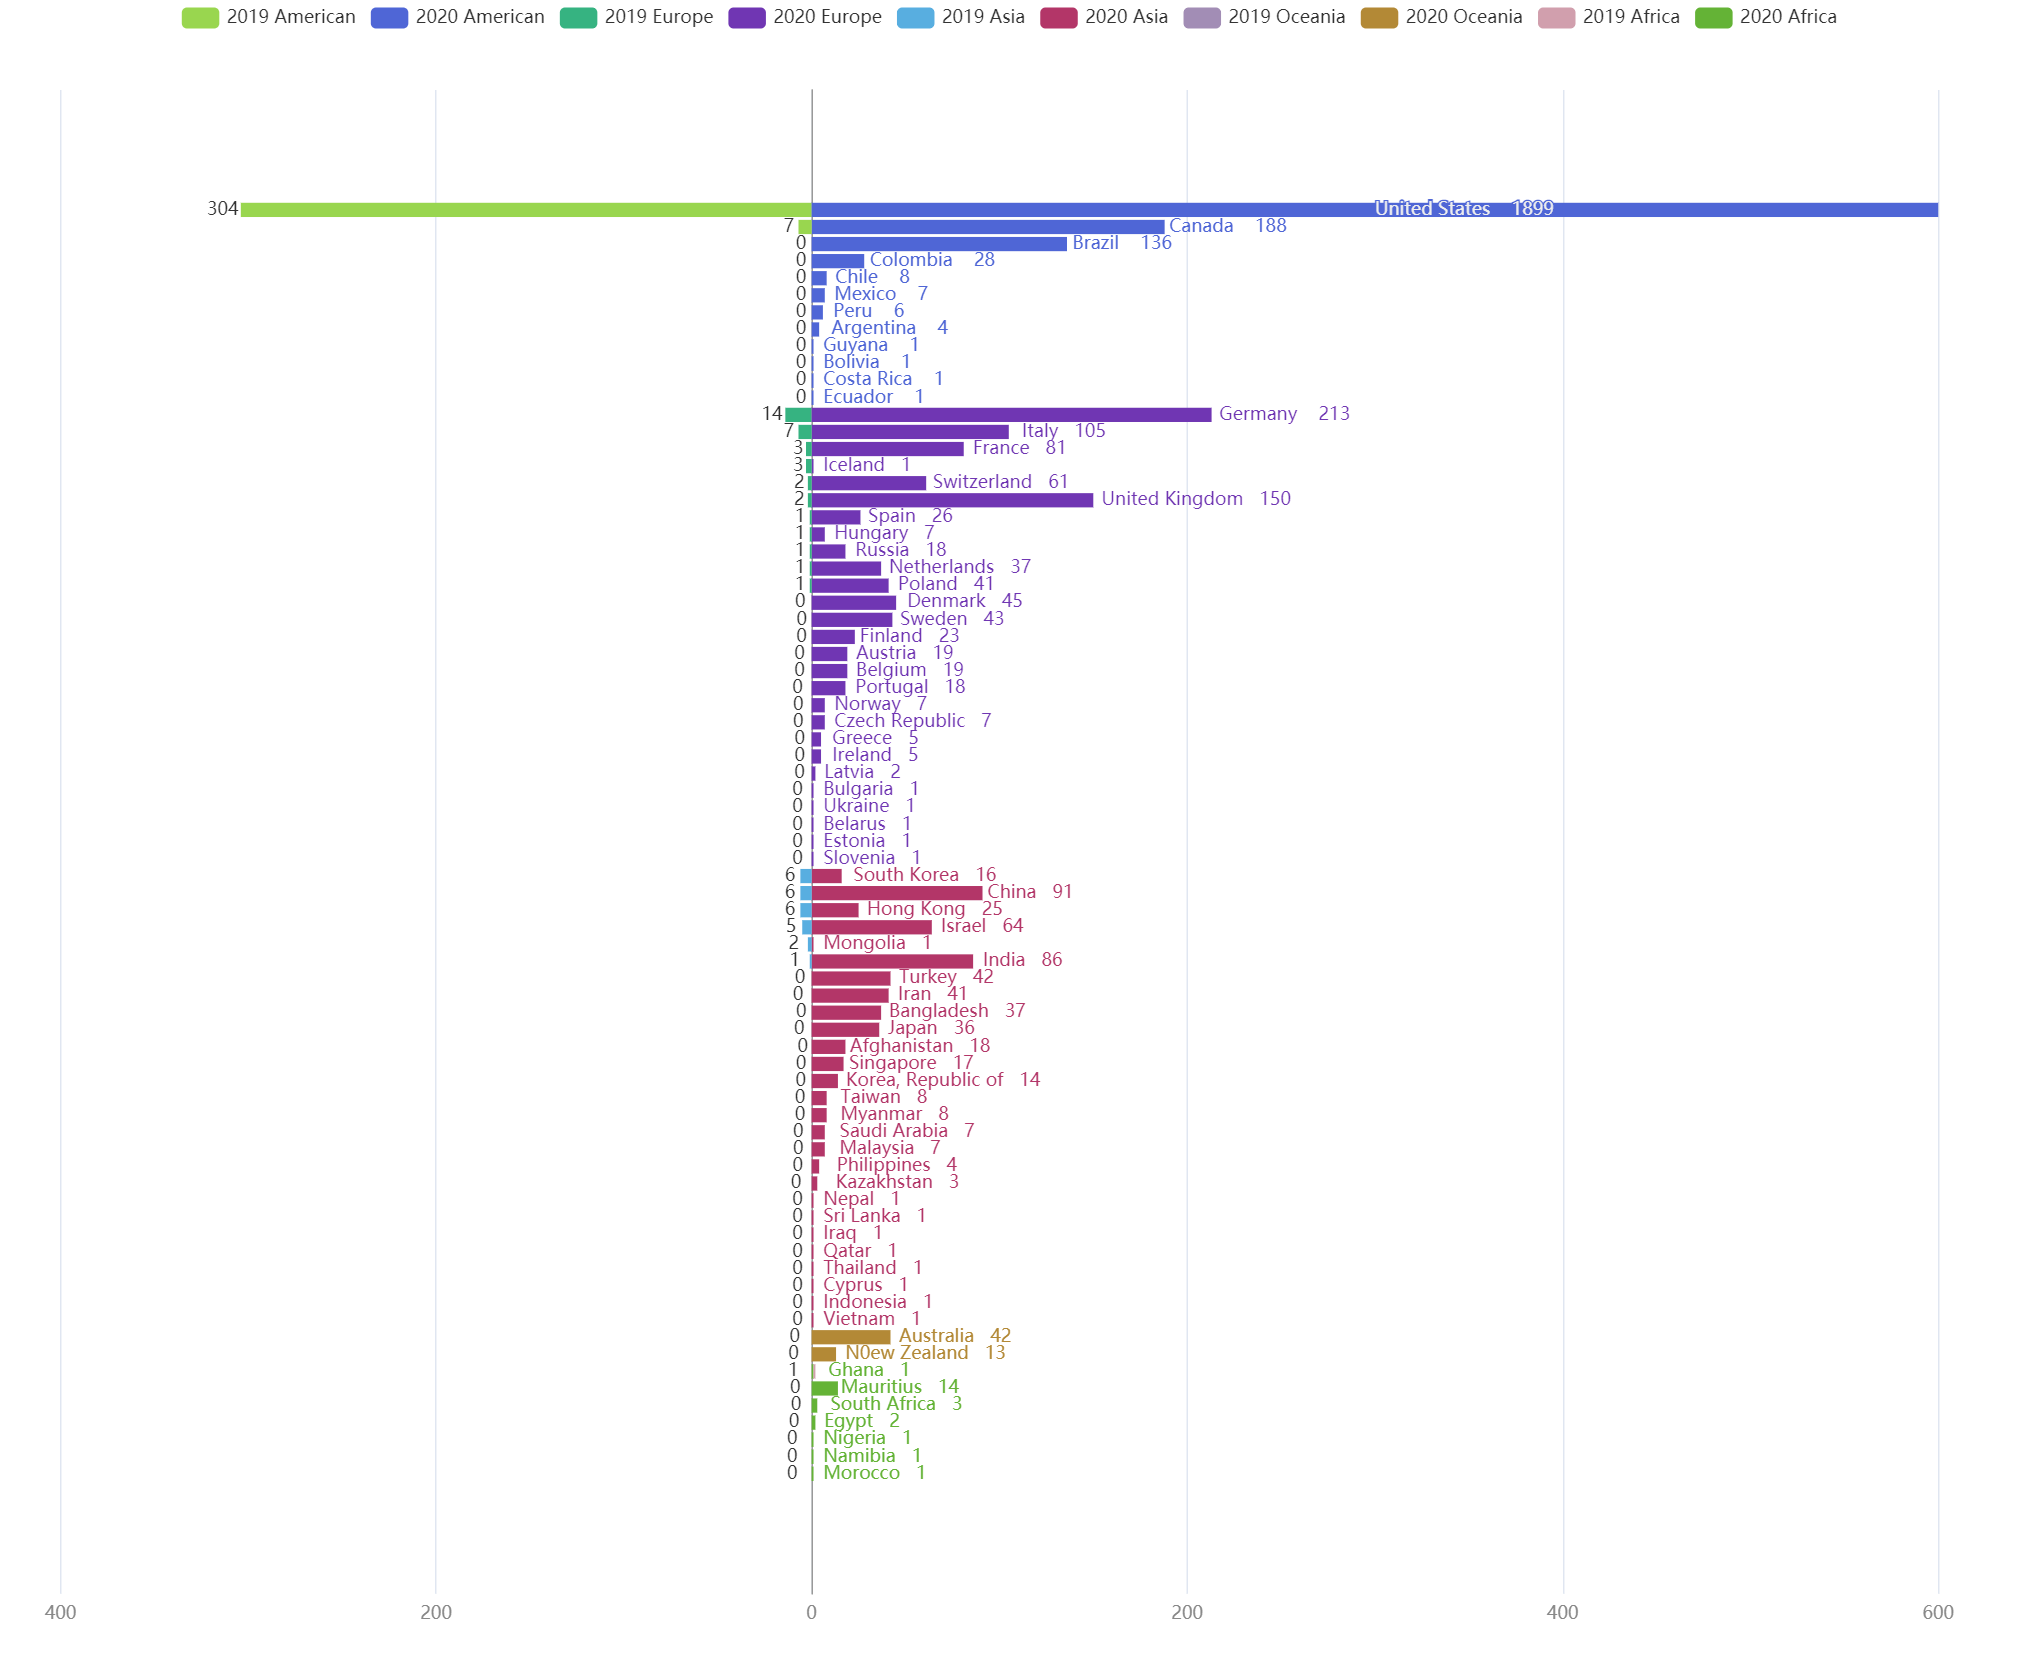 2019 American 2020 American 2019 Europe 2020 Europe 2019 Asia 2020 Asia 2019 Oceania 2020 Oceania 2019 Africa 2020 Africa
304 United States 1899
7 Canada 188
0 Brazil 136
0 Colombia 28
0 Chile 8
0 Mexico 7
0 Peru 6
0 Argentina 4
0 Guyana 1
0 Bolivia 1
0 Costa Rica 1
0 Ecuador 1
14 Germany 213
7 Italy 105
3 France 81
3 Iceland 1
2 Switzerland 61
2 United Kingdom 150
1 Spain 26
1 Hungary 7
1 Russia 18
1 Netherlands 37
1 Poland 41
0 Denmark 45
0 Sweden 43
0 Finland 23
0 Austria 19
0 Belgium 19
0 Portugal 18
0 Norway 7
0 Czech Republic 7
0 Greece 5
0 Ireland 5
0 Latvia 2
0 Bulgaria 1
0 Ukraine 1
0 Belarus 1
0 Estonia 1
0 Slovenia 1
6 South Korea 16
6 China 91
6 Hong Kong 25
5 Israel 64
2 Mongolia 1
1 India 86
0 Turkey 42
0 Iran 41
0 Bangladesh 37
0 Japan 36
0 Afghanistan 18
0 Singapore 17
0 Korea, Republic of 14
0 Taiwan 8
0 Myanmar 8
0 Saudi Arabia 7
0 Malaysia 7
0 Philippines 4
0 Kazakhstan 3
0 Nepal 1
0 Sri Lanka 1
0 Iraq 1
0 Qatar 1
0 Thailand 1
0 Cyprus 1
0 Indonesia 1
0 Vietnam 1
0 Australia 42
0 N0ew Zealand 13
1 Ghana 1
0 Mauritius 14
0 South Africa 3
0 Egypt 2
0 Nigeria 1
0 Namibia 1
0 Morocco 1
400 200 0 200 400 600